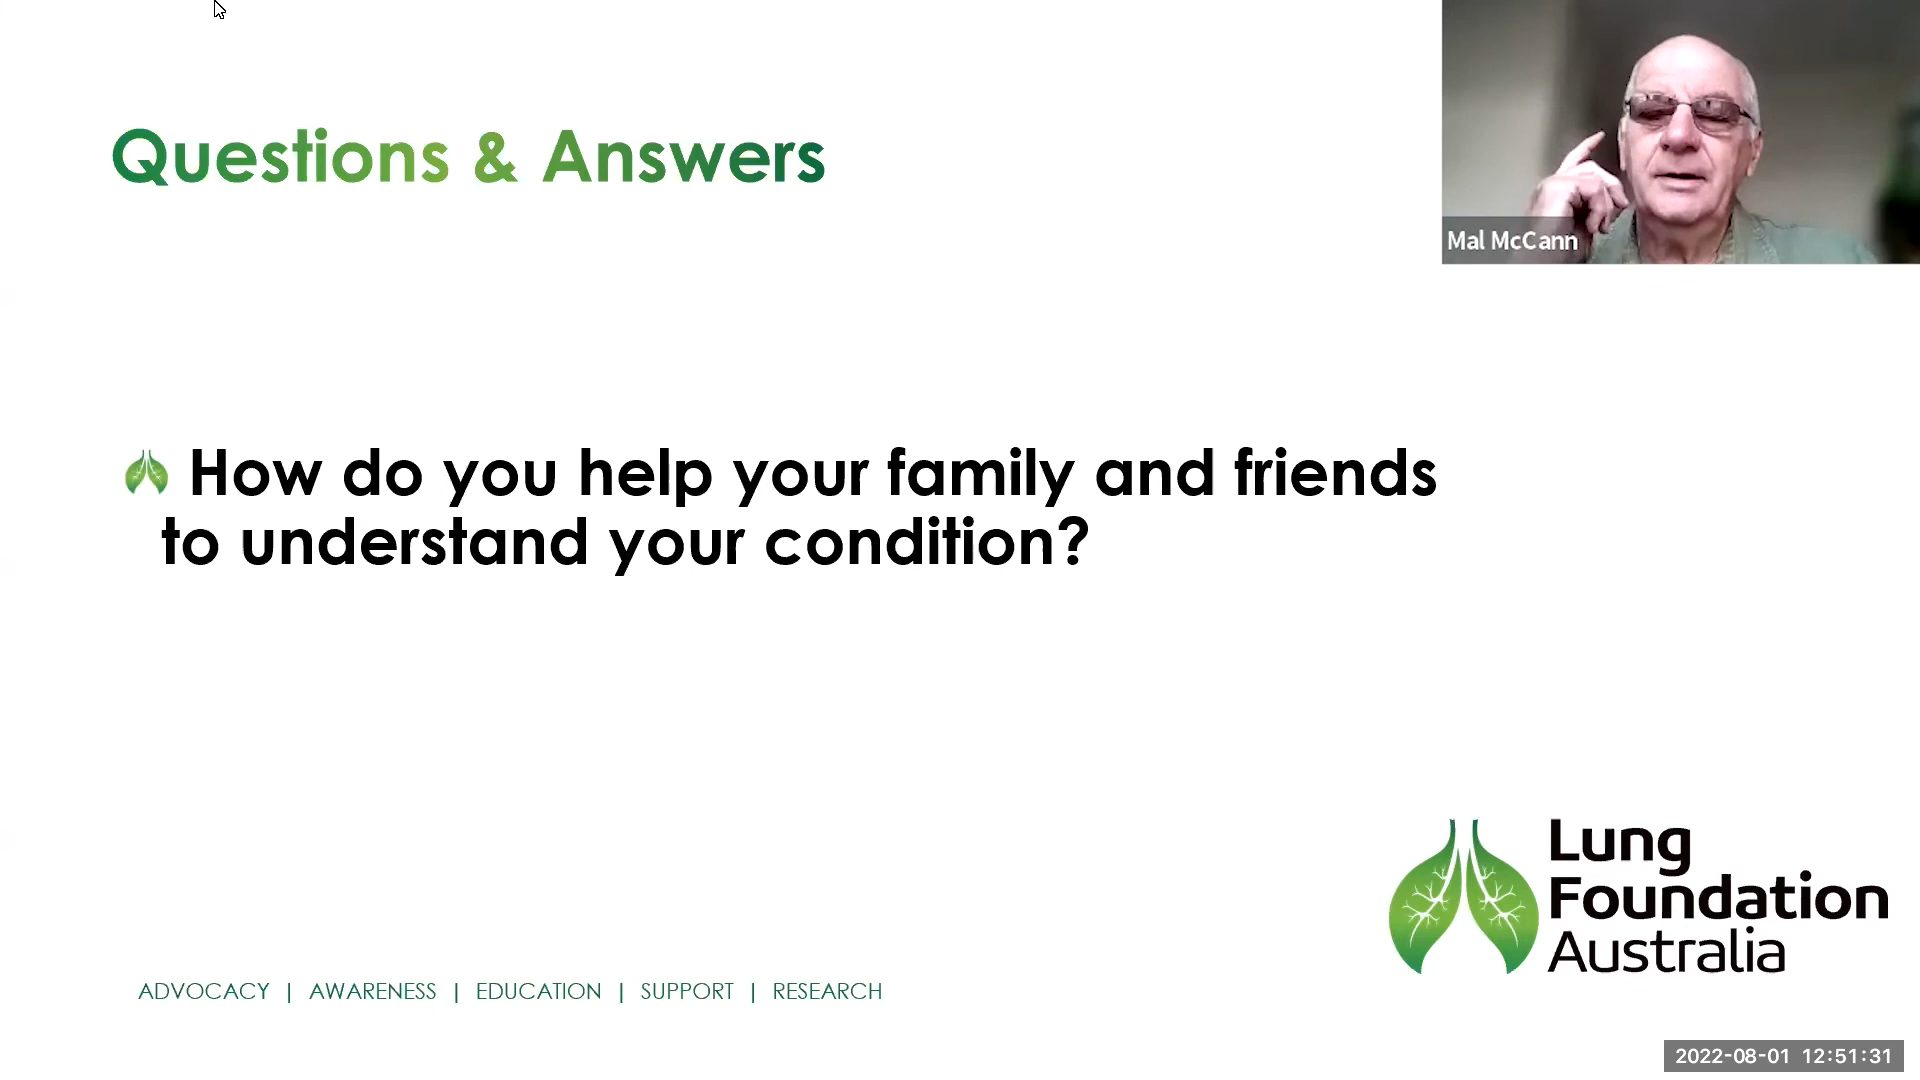 Questions & Answers
Mal McCann
How do you help your family and friends
to understand your condition?
Lung
Foundation
Australia
ADVOCACY | AWARENESS | EDUCATION | SUPPORT | RESEARCH
2022-08-01 12:51:31